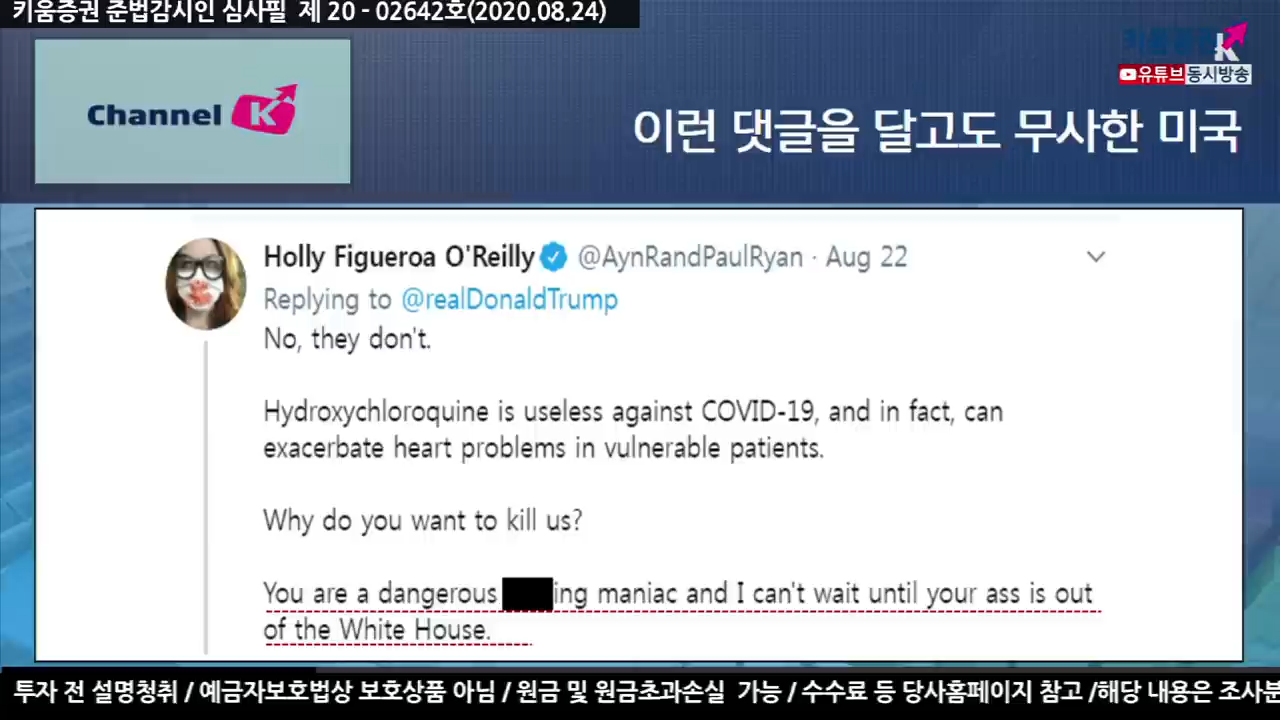 키움증권 준법감시인 심사필 제 20 - 02642호(2020.08.24)
키움증권 K
유튜브 동시방송
Channel K
이런 댓글을 달고도 무사한 미국
Holly Figueroa O'Reilly @AynRandPaulRyan · Aug 22
Replying to @realDonaldTrump
No, they don't.
Hydroxychloroquine is useless against COVID-19, and in fact, can
exacerbate heart problems in vulnerable patients.
Why do you want to kill us?
You are a dangerous ing maniac and I can't wait until your ass is out
of the White House.
투자 전 설명청취 / 예금자보호법상 보호상품 아님 / 원금 및 원금초과손실 가능 / 수수료 등 당사홈페이지 참고 /해당 내용은 조사분